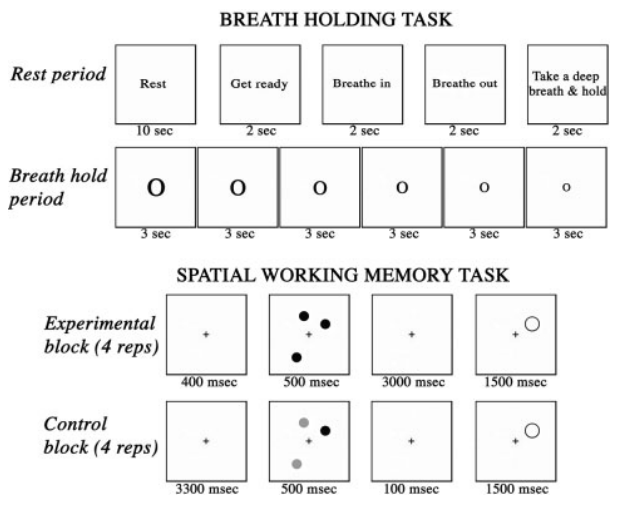 BREATH HOLDING TASK
Rest period
Rest
Get ready
Breathe in
Breathe out
Take a deep
breath & hold
10 sec
2 sec
2 sec
2 sec
2 sec
Breath hold
period
O
O
O
O
O
O
3 sec
3 sec
3 sec
3 sec
3 sec
3 sec
SPATIAL WORKING MEMORY TASK
Experimental
block (4 reps)
400 msec
500 msec
3000 msec
1500 msec
Control
block (4 reps)
3300 msec
500 msec
100 msec
1500 msec